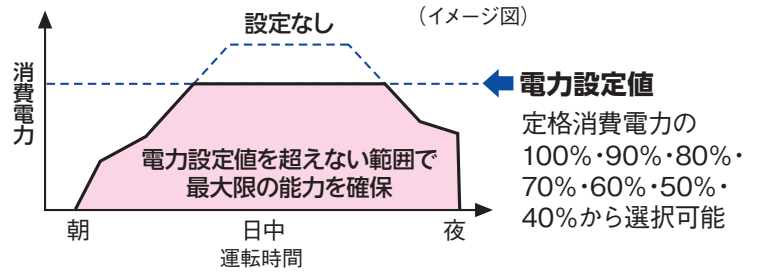 （イメージ図）
設定なし
消費電力
電力設定値
定格消費電力の
100%・90%・80%・
70%・60%・50%・
40%から選択可能
電力設定値を超えない範囲で
最大限の能力を確保
朝
日中
夜
運転時間